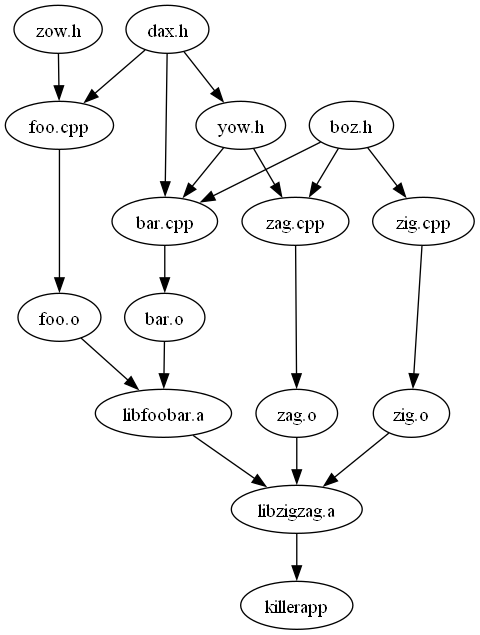 zow.h
dax.h
foo.cpp
yow.h
boz.h
bar.cpp
zag.cpp
zig.cpp
foo.o
bar.o
libfoobar.a
zag.o
zig.o
libzigzag.a
killerapp